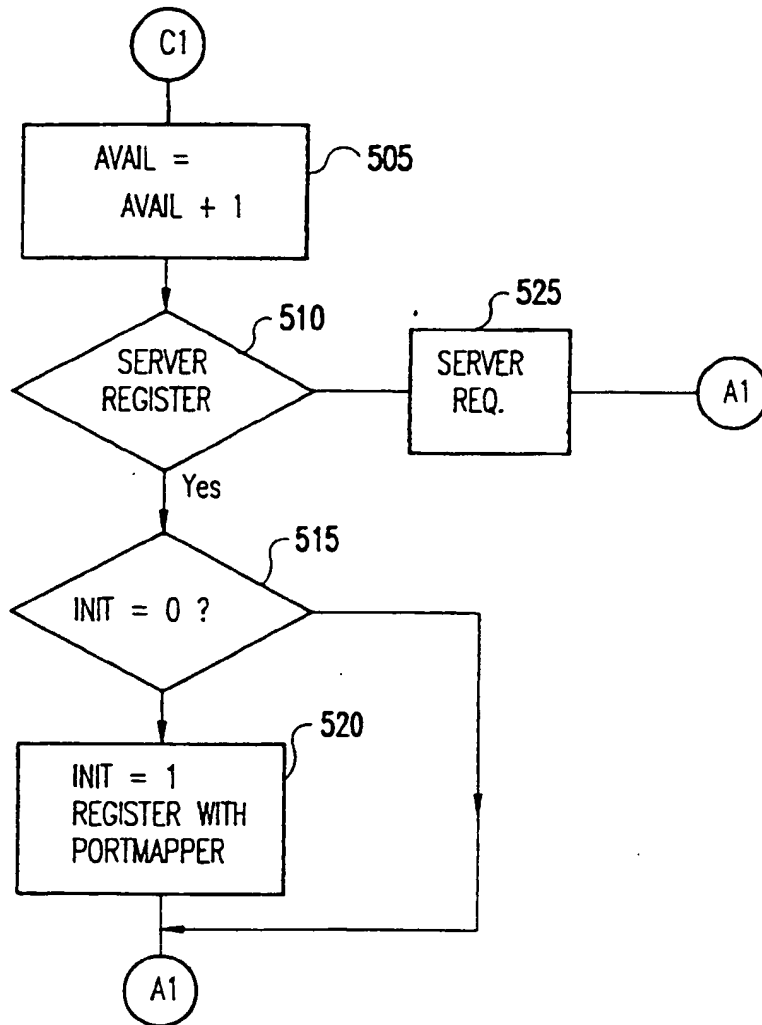 C1
AVAIL =
AVAIL + 1
505
510
SERVER
REGISTER
525
SERVER
REQ.
A1
Yes
515
INIT = 0 ?
520
INIT = 1
REGISTER WITH
PORTMAPPER
A1